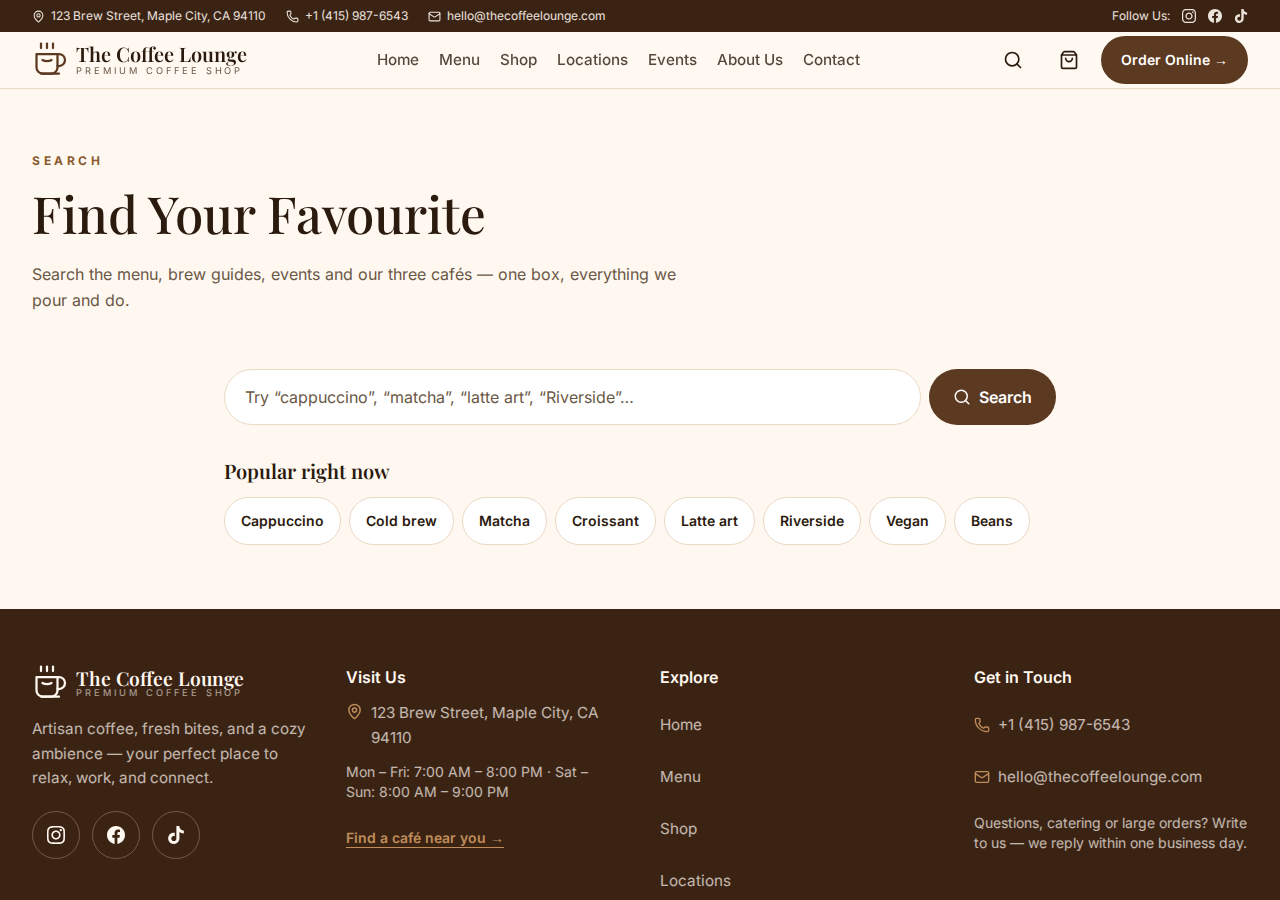 123 Brew Street, Maple City, CA 94110
+1 (415) 987-6543
hello@thecoffeelounge.com
Follow Us:
The Coffee Lounge
PREMIUM COFFEE SHOP
Home
Menu
Shop
Locations
Events
About Us
Contact
Order Online →
SEARCH
Find Your Favourite
Search the menu, brew guides, events and our three cafés — one box, everything we
pour and do.
Try “cappuccino”, “matcha”, “latte art”, “Riverside”…
Search
Popular right now
Cappuccino
Cold brew
Matcha
Croissant
Latte art
Riverside
Vegan
Beans
The Coffee Lounge
PREMIUM COFFEE SHOP
Artisan coffee, fresh bites, and a cozy
ambience — your perfect place to
relax, work, and connect.
Visit Us
123 Brew Street, Maple City, CA
94110
Mon – Fri: 7:00 AM – 8:00 PM · Sat –
Sun: 8:00 AM – 9:00 PM
Find a café near you →
Explore
Home
Menu
Shop
Locations
Get in Touch
+1 (415) 987-6543
hello@thecoffeelounge.com
Questions, catering or large orders? Write
to us — we reply within one business day.